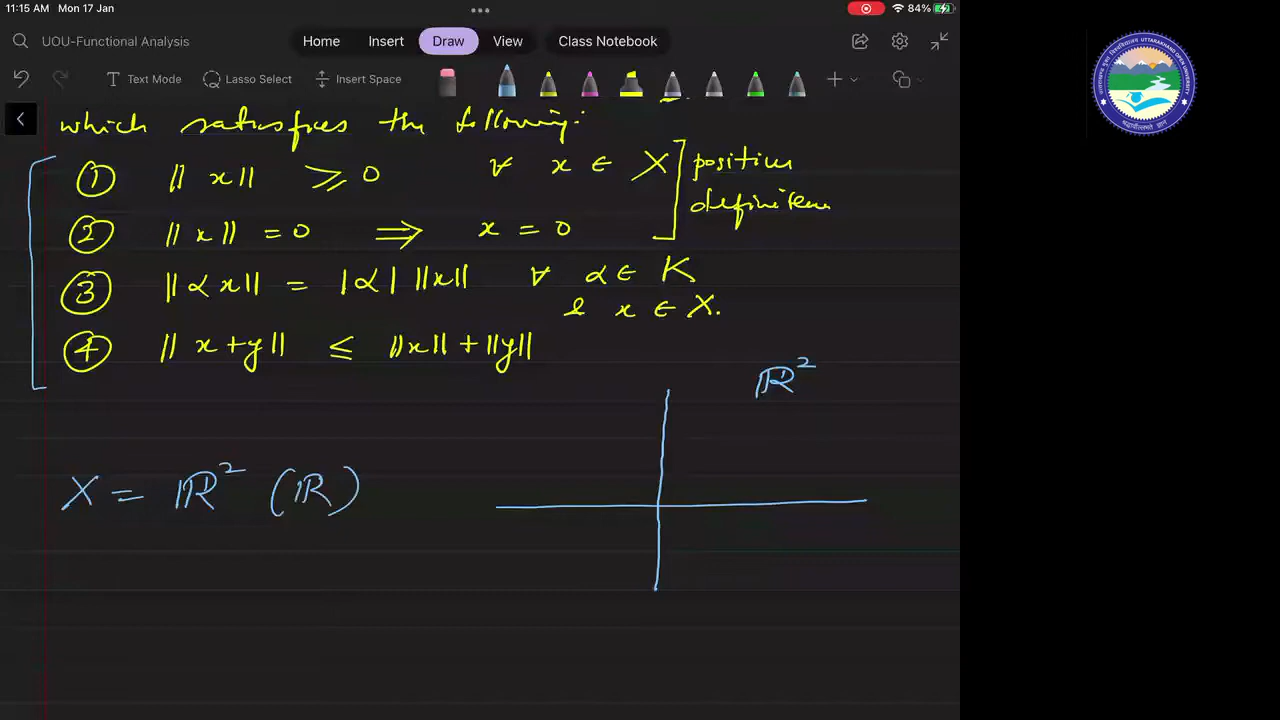 11:15 AM Mon 17 Jan
84%
UOU-Functional Analysis
Home Insert Draw View Class Notebook
Text Mode Lasso Select Insert Space
which satisfies the following:
① ||x|| ⩾ 0 ∀ x ∈ X
positive
definiteness
② ||x|| = 0 ⟹ x = 0
③ ||αx|| = |α| ||x|| ∀ α ∈ K
& x ∈ X.
④ ||x+y|| ≤ ||x|| + ||y||
ℝ²
X = ℝ² (ℝ)